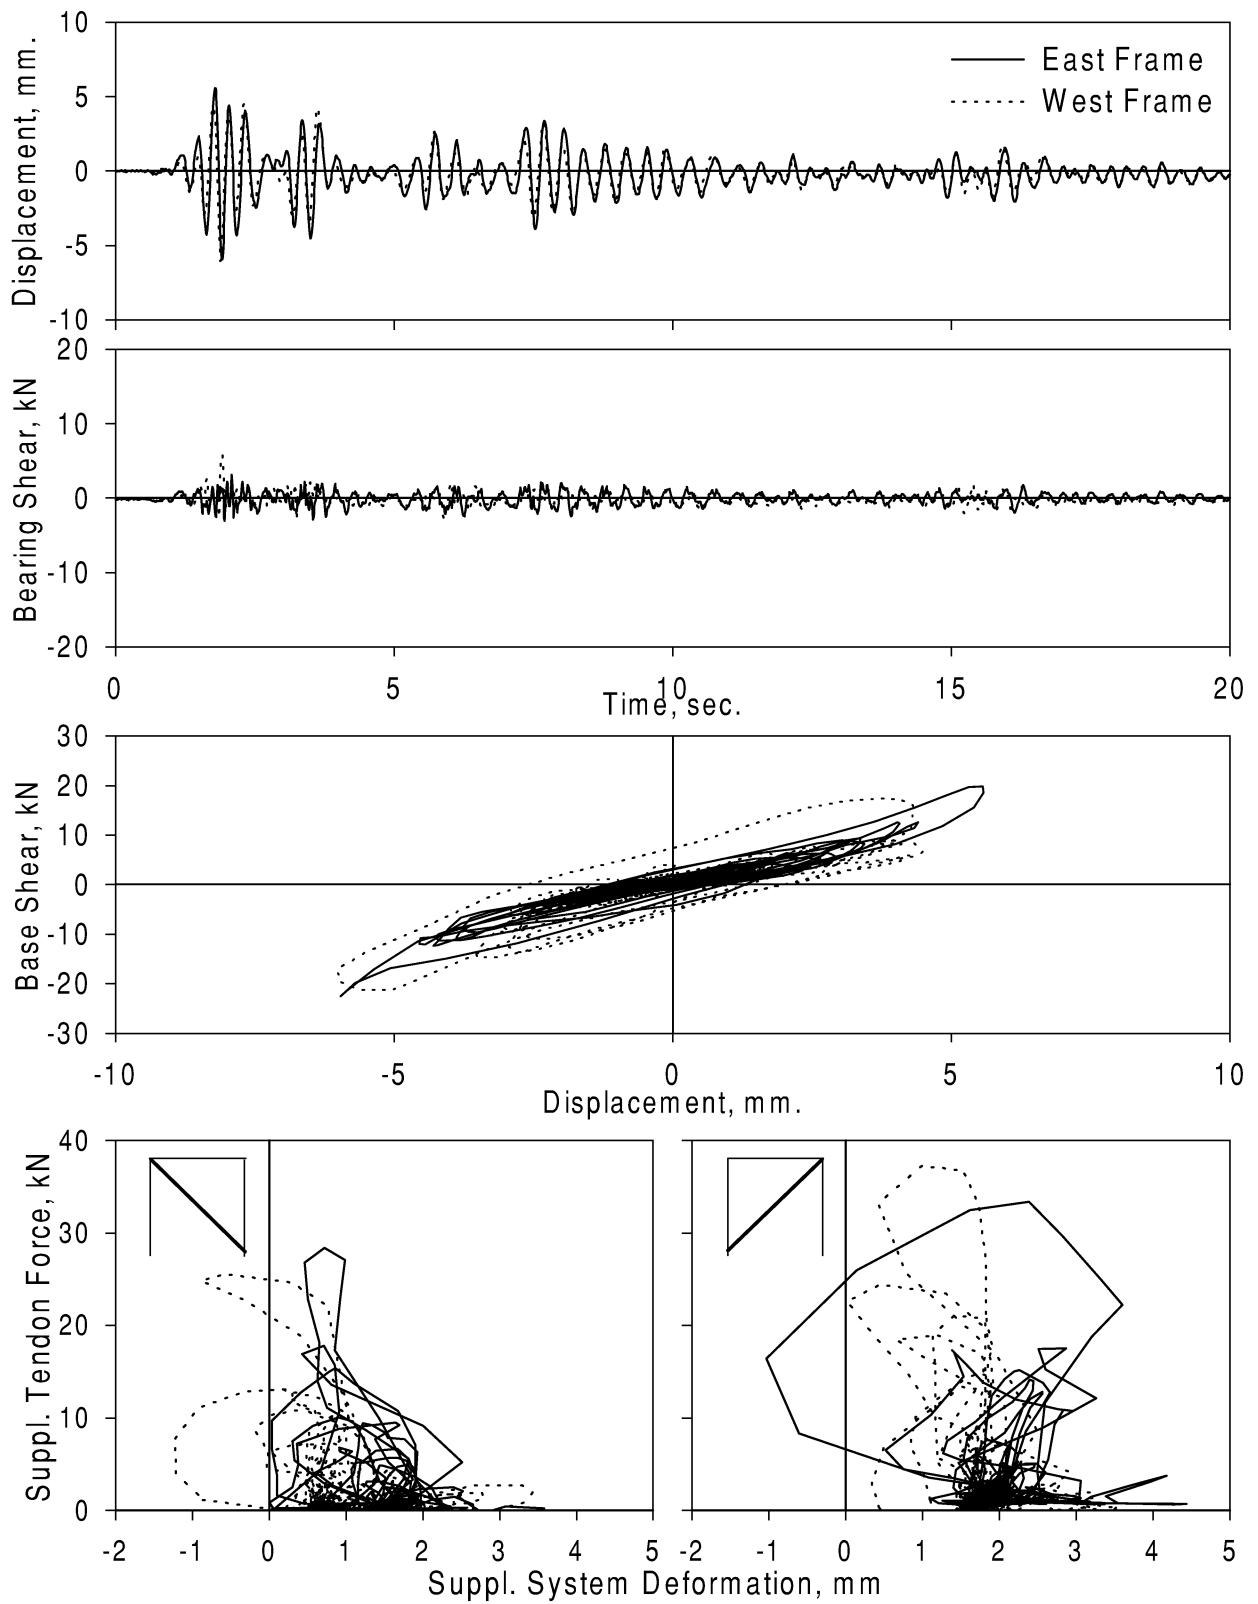 10
5
0
-5
-10
Displacement, mm.
East Frame
West Frame
20
10
0
-10
-20
Bearing Shear, kN
0 5 10 15 20
Time, sec.
30
20
10
0
-10
-20
-30
Base Shear, kN
-10 -5 0 5 10
Displacement, mm.
40
30
20
10
0
Suppl. Tendon Force, kN
-2 -1 0 1 2 3 4 5 -2 -1 0 1 2 3 4 5
Suppl. System Deformation, mm